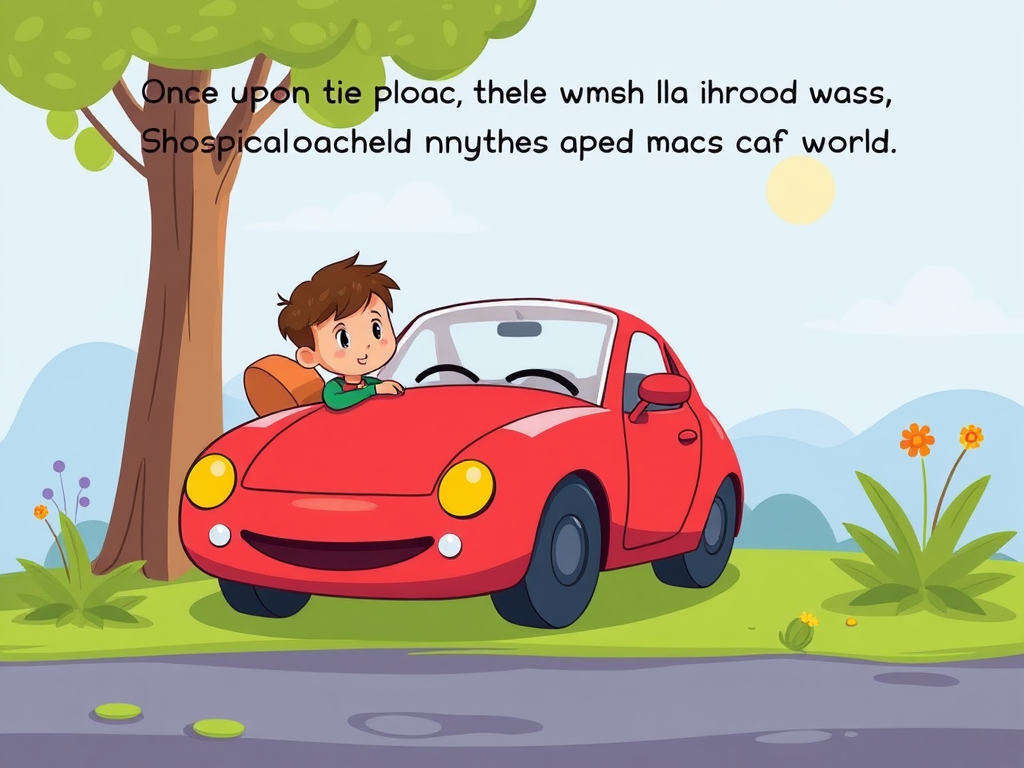 Once upon tie ploac, thele wmsh lla ihrood wass,
Shospicaloacheld nnythes aped macs caf world.